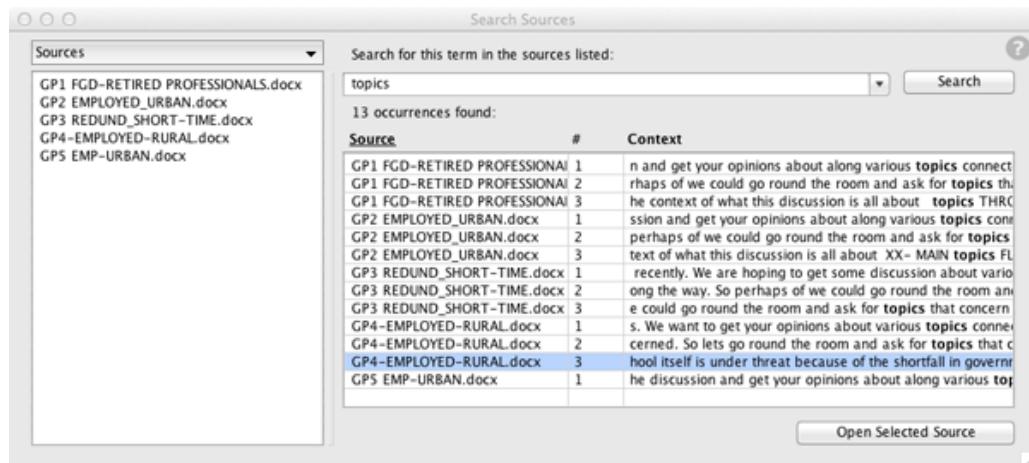 Search Sources
Sources
GP1 FGD-RETIRED PROFESSIONALS.docx
GP2 EMPLOYED_URBAN.docx
GP3 REDUND_SHORT-TIME.docx
GP4-EMPLOYED-RURAL.docx
GP5 EMP-URBAN.docx
Search for this term in the sources listed:
?
topics
Search
13 occurrences found:
Source # Context
GP1 FGD-RETIRED PROFESSIONAL 1 n and get your opinions about along various topics connect
GP1 FGD-RETIRED PROFESSIONAL 2 rhaps of we could go round the room and ask for topics tha
GP1 FGD-RETIRED PROFESSIONAL 3 he context of what this discussion is all about topics THRO
GP2 EMPLOYED_URBAN.docx 1 ssion and get your opinions about along various topics conn
GP2 EMPLOYED_URBAN.docx 2 perhaps of we could go round the room and ask for topics
GP2 EMPLOYED_URBAN.docx 3 text of what this discussion is all about XX- MAIN topics FL
GP3 REDUND_SHORT-TIME.docx 1 recently. We are hoping to get some discussion about vario
GP3 REDUND_SHORT-TIME.docx 2 ong the way. So perhaps of we could go round the room and
GP3 REDUND_SHORT-TIME.docx 3 e could go round the room and ask for topics that concern
GP4-EMPLOYED-RURAL.docx 1 s. We want to get your opinions about various topics connec
GP4-EMPLOYED-RURAL.docx 2 cerned. So lets go round the room and ask for topics that c
GP4-EMPLOYED-RURAL.docx 3 hool itself is under threat because of the shortfall in governm
GP5 EMP-URBAN.docx 1 he discussion and get your opinions about along various top
Open Selected Source